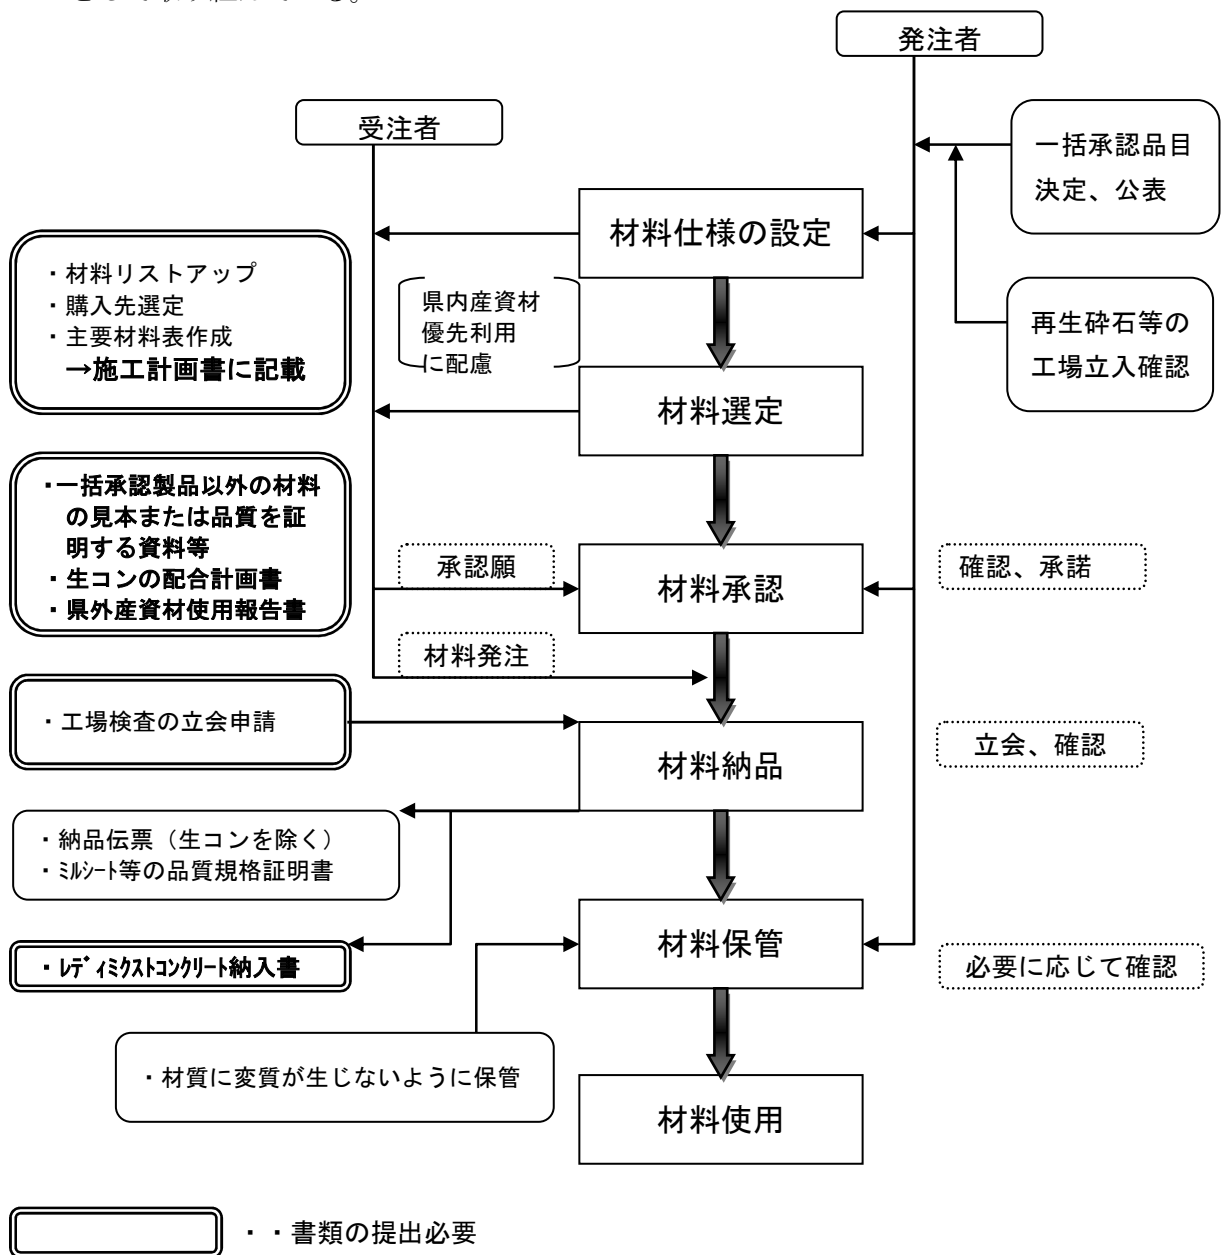 発注者
受注者
一括承認品目
決定、公表
材料仕様の設定
・材料リストアップ
・購入先選定
・主要材料表作成
→施工計画書に記載
県内産資材
優先利用
に配慮
再生砕石等の
工場立入確認
材料選定
・一括承認製品以外の材料
の見本または品質を証
明する資料等
・生コンの配合計画書
・県外産資材使用報告書
承認願
材料承認
確認、承諾
材料発注
・工場検査の立会申請
材料納品
立会、確認
・納品伝票（生コンを除く）
・ﾐﾙｼｰﾄ等の品質規格証明書
材料保管
・ﾚﾃﾞｨﾐｸｽﾄｺﾝｸﾘｰﾄ納入書
必要に応じて確認
・材質に変質が生じないように保管
材料使用
・・書類の提出必要